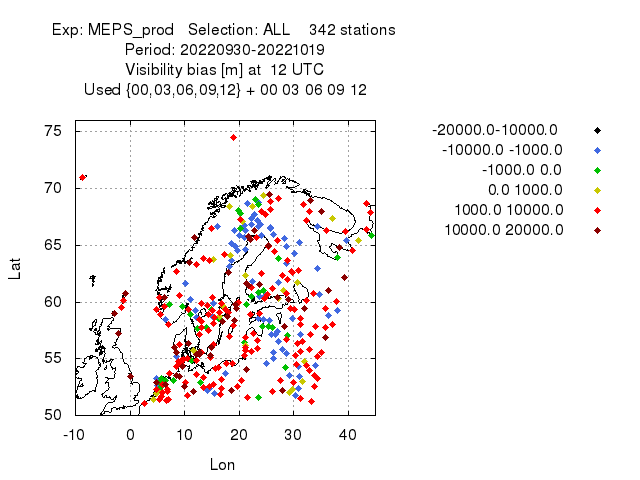 Exp: MEPS_prod   Selection: ALL    342 stations
Period: 20220930-20221019
Visibility bias [m] at  12 UTC
Used {00,03,06,09,12} + 00 03 06 09 12
-20000.0-10000.0
-10000.0 -1000.0
-1000.0 0.0
0.0 1000.0
1000.0 10000.0
10000.0 20000.0
75
70
65
60
55
50
Lat
-10 0 10 20 30 40
Lon